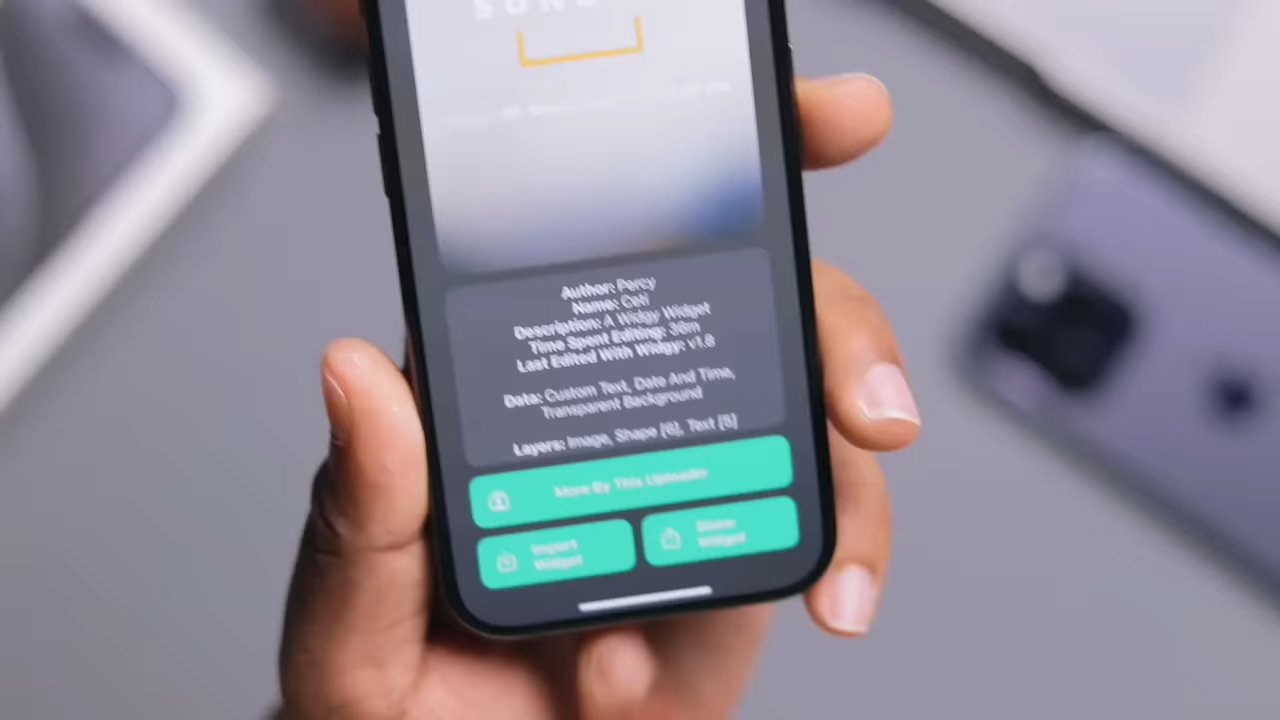 Author: Percy
Name: Ceti
Description: A Widgy Widget
Time Spent Editing: 36m
Last Edited With Widgy: v1.8
Data: Custom Text, Date And Time,
Transparent Background
Layers: Image, Shape [6], Text [5]
More By This Uploader
Import
Widget
Share
Widget